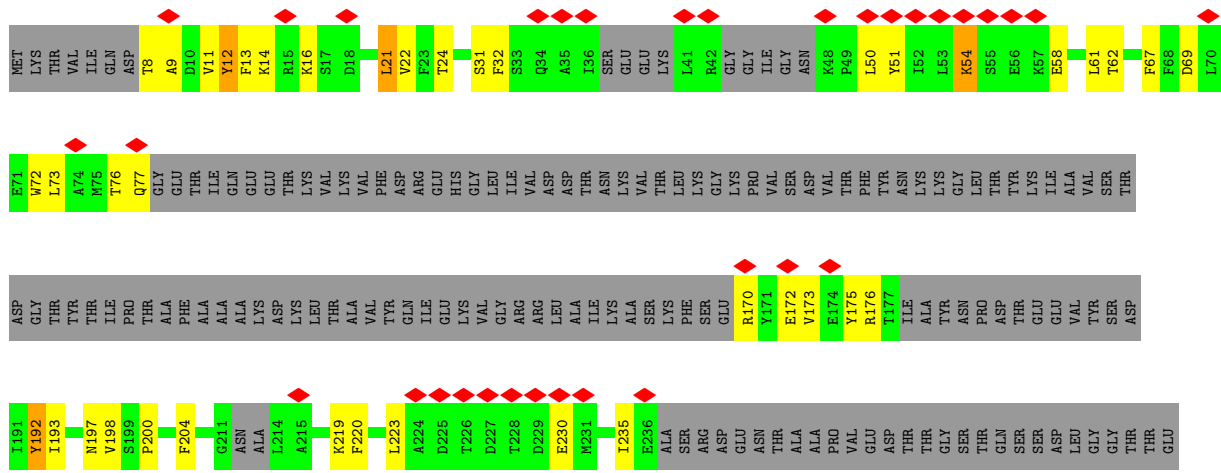 MET LYS THR VAL ILE GLN ASP T8 A9 D10 V11 Y12 F13 K14 R15 K16 S17 D18 L21 V22 F23 T24 S31 F32 S33 Q34 A35 I36 SER GLU GLU LYS L41 R42 GLY GLY ILE GLY ASN K48 P49 L50 Y51 I52 L53 K54 S55 E56 K57 E58 L61 T62 F67 F68 D69 L70
E71 W72 L73 A74 M75 T76 Q77 GLY GLU THR ILE GLN GLU GLU THR LYS VAL LYS VAL PHE ASP ARG GLU HIS GLY LEU ILE VAL ASP ASP THR ASN LYS VAL THR LEU LYS GLY LYS PRO VAL SER ASP VAL THR PHE TYR ASN LYS LYS GLY LEU THR TYR LYS ILE ALA VAL SER THR
ASP GLY THR TYR THR ILE PRO THR ALA PHE ALA ALA ALA LYS ASP LYS LEU THR ALA VAL TYR GLN ILE GLU LYS VAL GLY ARG ARG LEU ALA ILE LYS ALA SER LYS PHE SER GLU R170 Y171 E172 V173 E174 Y175 R176 T177 ILE ALA TYR ASN PRO ASP THR GLU GLU VAL TYR SER ASP
I191 Y192 I193 N197 V198 S199 P200 F204 G211 ASN ALA L214 A215 K219 F220 L223 A224 D225 T226 D227 T228 D229 E230 M231 I235 E236 ALA SER ARG ASP GLU ASN THR ALA ALA PRO VAL GLU ASP THR THR GLY SER THR GLN SER SER ASP LEU GLY GLY THR THR GLU